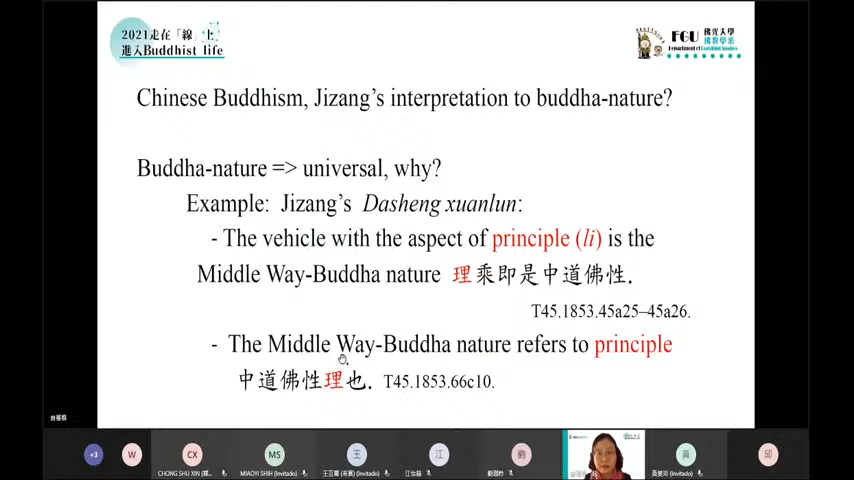 2021走在「線」上
進入Buddhist life
FGU 佛光大學
佛教學系
Department of Buddhist Studies
Chinese Buddhism, Jizang's interpretation to buddha-nature?
Buddha-nature => universal, why?
Example: Jizang's Dasheng xuanlun:
- The vehicle with the aspect of principle (li) is the
Middle Way-Buddha nature 理乘即是中道佛性.
T45.1853.45a25–45a26.
- The Middle Way-Buddha nature refers to principle
中道佛性理也. T45.1853.66c10.
+3 W CX MS 王 江 劉 黃 邱
CHONG SHU XIN (釋... MIAOYI SHIH (Invitado) (Invitado) (Invitado)